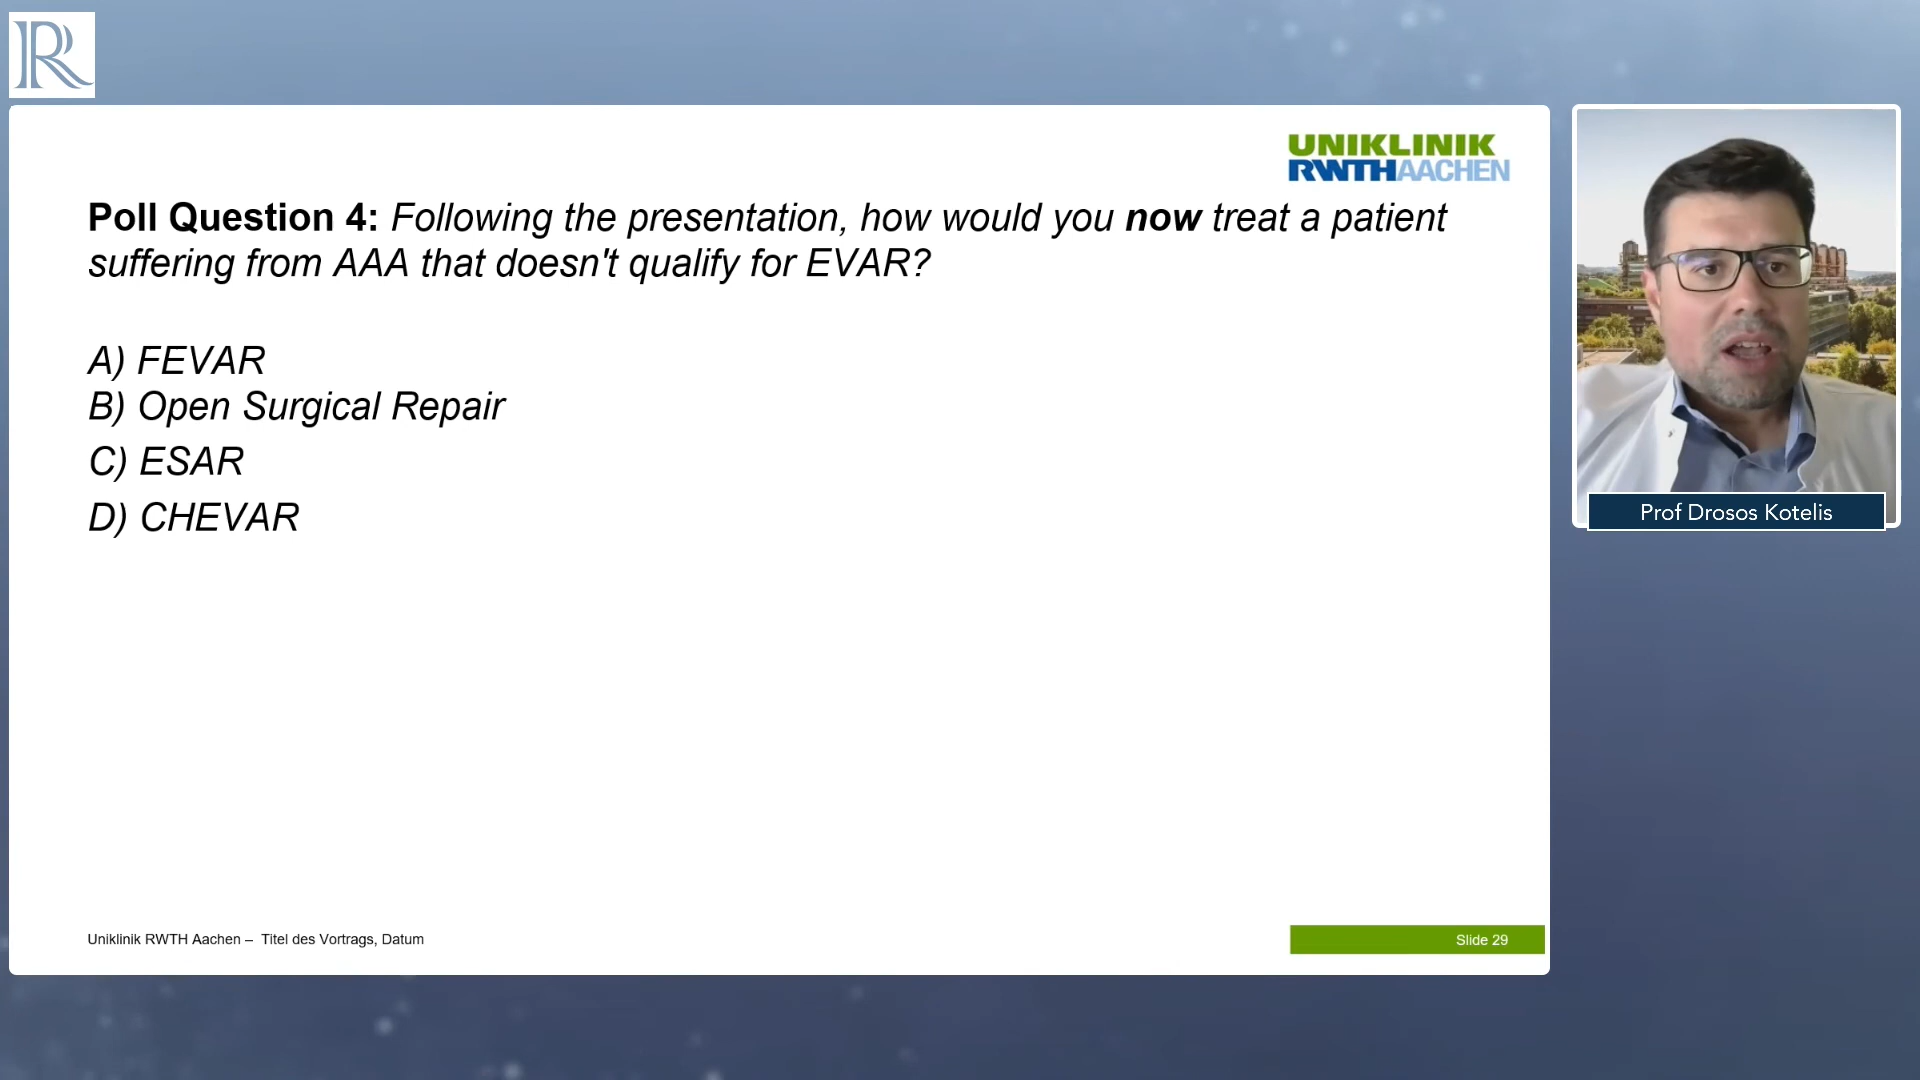 R
UNIKLINIK
RWTHAACHEN
Poll Question 4: Following the presentation, how would you now treat a patient
suffering from AAA that doesn't qualify for EVAR?
A) FEVAR
B) Open Surgical Repair
C) ESAR
D) CHEVAR
Prof Drosos Kotelis
Uniklinik RWTH Aachen – Titel des Vortrags, Datum
Slide 29